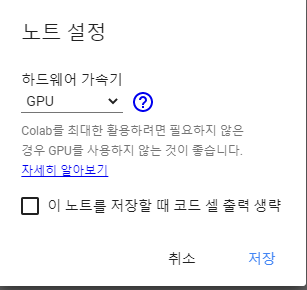 노트 설정
하드웨어 가속기
GPU
?
Colab를 최대한 활용하려면 필요하지 않은
경우 GPU를 사용하지 않는 것이 좋습니다.
자세히 알아보기
이 노트를 저장할 때 코드 셀 출력 생략
취소 저장